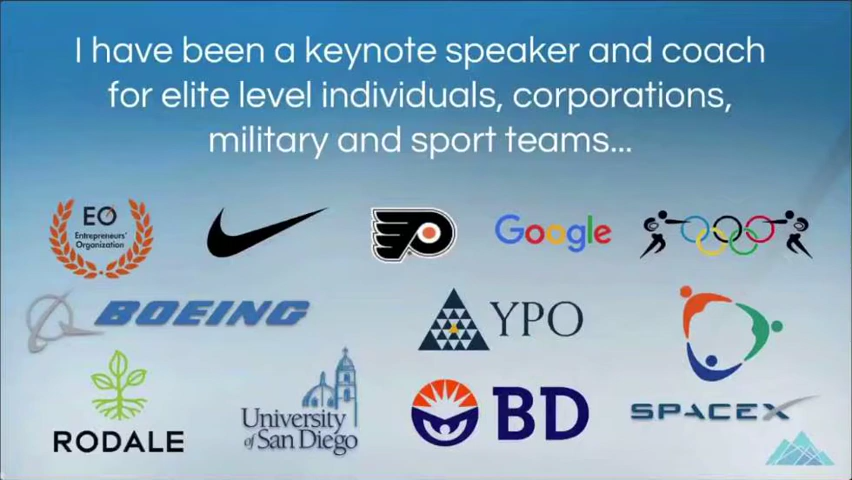 I have been a keynote speaker and coach
for elite level individuals, corporations,
military and sport teams...
EO
Entrepreneurs'
Organization
Google
BOEING
YPO
RODALE
University
of San Diego
BD
SPACEX